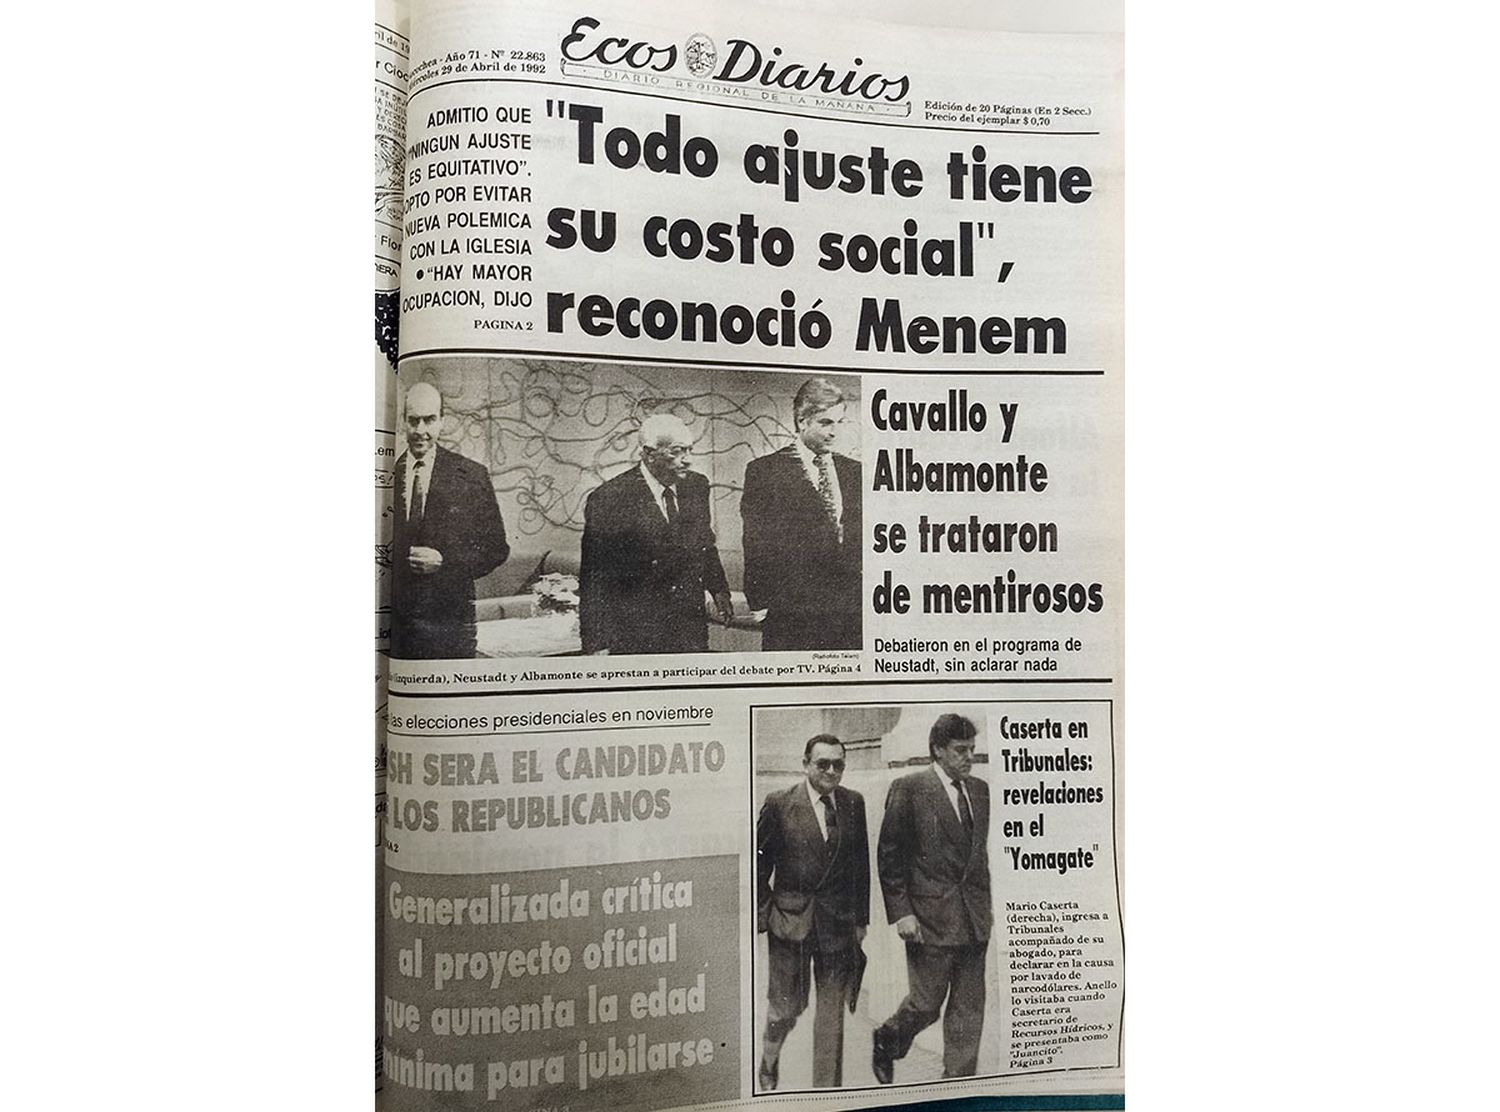 Ecos Diarios
DIARIO REGIONAL DE LA MAÑANA
Año 71 - Nº 22.863
29 de Abril de 1992
Edición de 20 Páginas (En 2 Secc.)
Precio del ejemplar $ 0,70
ADMITIO QUE
"NINGUN AJUSTE
ES EQUITATIVO".
OPTO POR EVITAR
NUEVA POLEMICA
CON LA IGLESIA
• "HAY MAYOR
OCUPACION, DIJO
PAGINA 2
"Todo ajuste tiene
su costo social",
reconoció Menem
Cavallo y
Albamonte
se trataron
de mentirosos
Debatieron en el programa de
Neustadt, sin aclarar nada
(Radiofoto Télam)
(izquierda), Neustadt y Albamonte se aprestan a participar del debate por TV. Página 4
las elecciones presidenciales en noviembre
SH SERA EL CANDIDATO
LOS REPUBLICANOS
2
Generalizada crítica
al proyecto oficial
que aumenta la edad
mínima para jubilarse
Caserta en
Tribunales:
revelaciones
en el
"Yomagate"
Mario Caserta
(derecha), ingresa a
Tribunales
acompañado de su
abogado, para
declarar en la causa
por lavado de
narcodólares. Anello
lo visitaba cuando
Caserta era
secretario de
Recursos Hídricos, y
se presentaba como
"Juancito".
Página 3